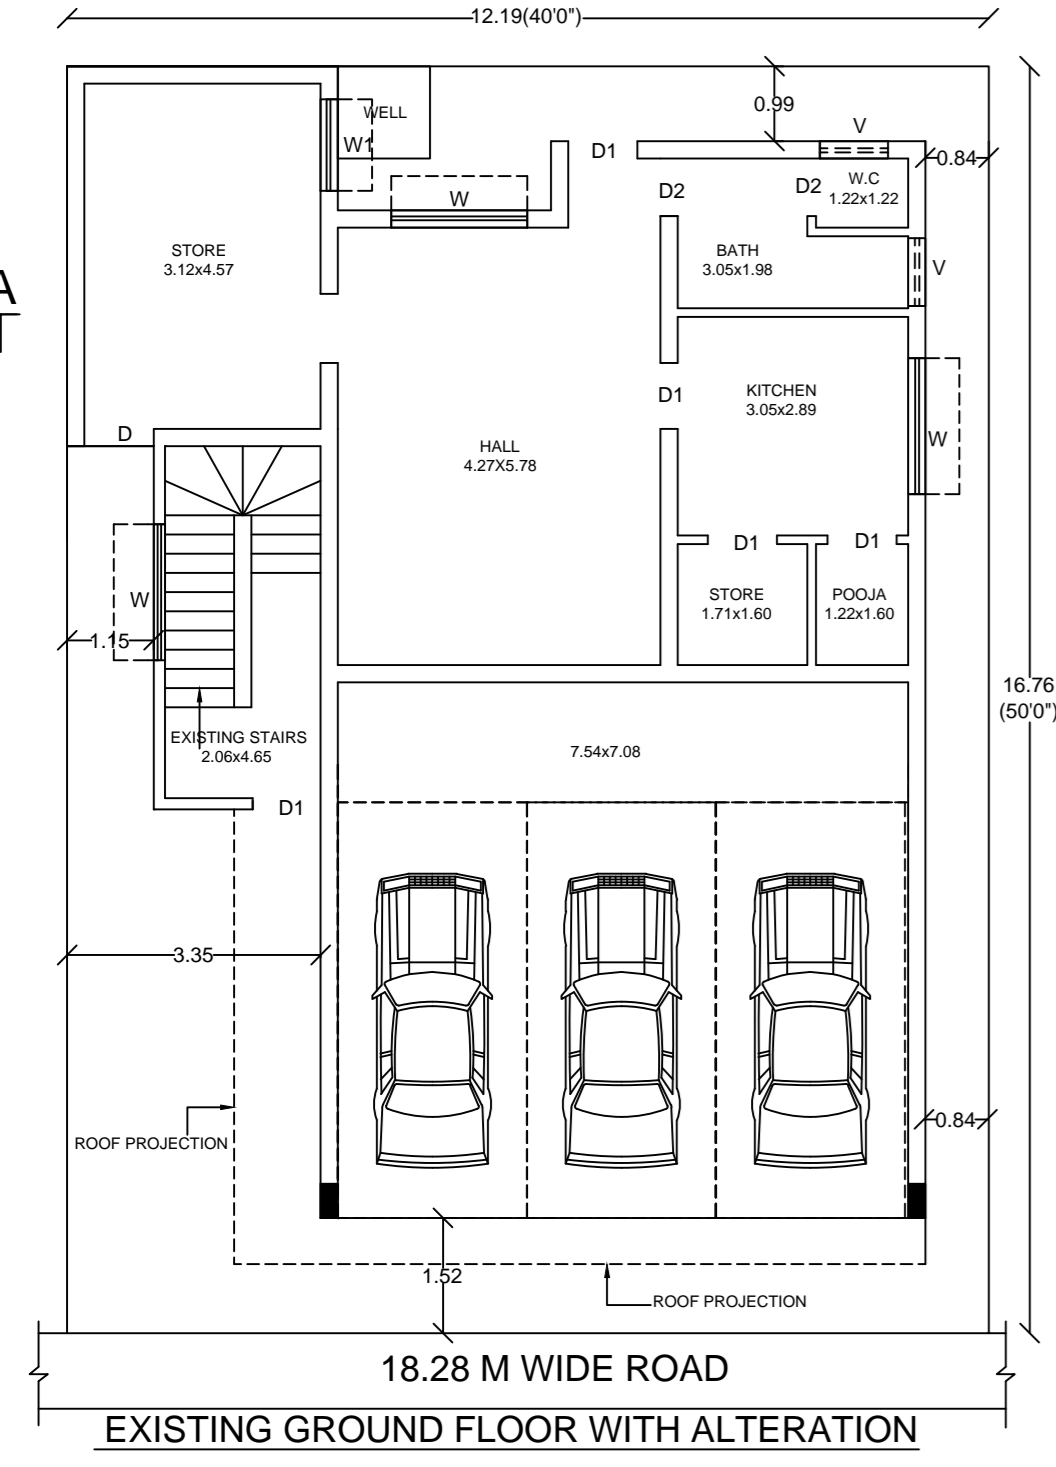 12.19(40'0")
0.99
WELL
W1
V
D1
0.84
W.C
1.22x1.22
D2
D2
W
STORE
3.12x4.57
BATH
3.05x1.98
V
A
T
KITCHEN
3.05x2.89
D1
D
HALL
4.27X5.78
W
D1
D1
STORE
1.71x1.60
POOJA
1.22x1.60
W
1.15
16.76
(50'0")
EXISTING STAIRS
2.06x4.65
7.54x7.08
D1
3.35
0.84
ROOF PROJECTION
1.52
ROOF PROJECTION
18.28 M WIDE ROAD
EXISTING GROUND FLOOR WITH ALTERATION